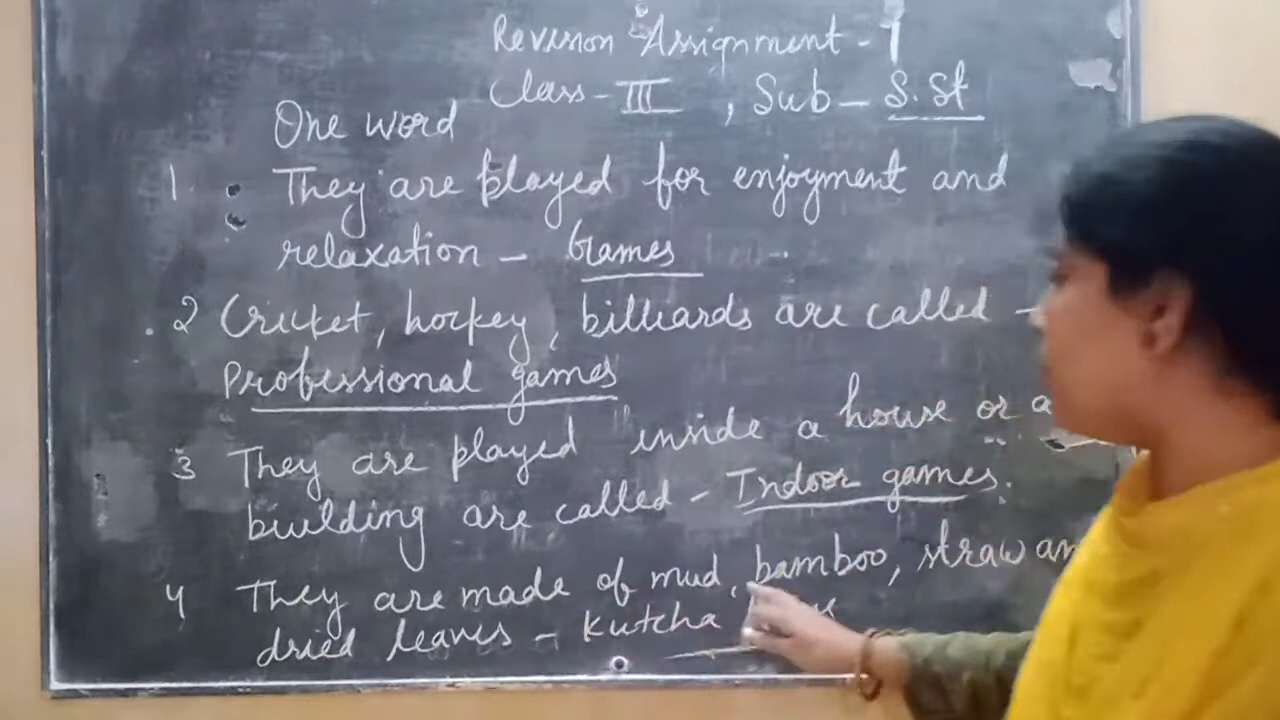 Revision Assignment - 1
Class - III , Sub - S.St
One word
1. They are played for enjoyment and
relaxation - Games
2 Cricket, hockey, billiards are called -
Professional games
3 They are played inside a house or a
building are called - Indoor games.
4 They are made of mud, bamboo, straw
dried leaves - Kutcha